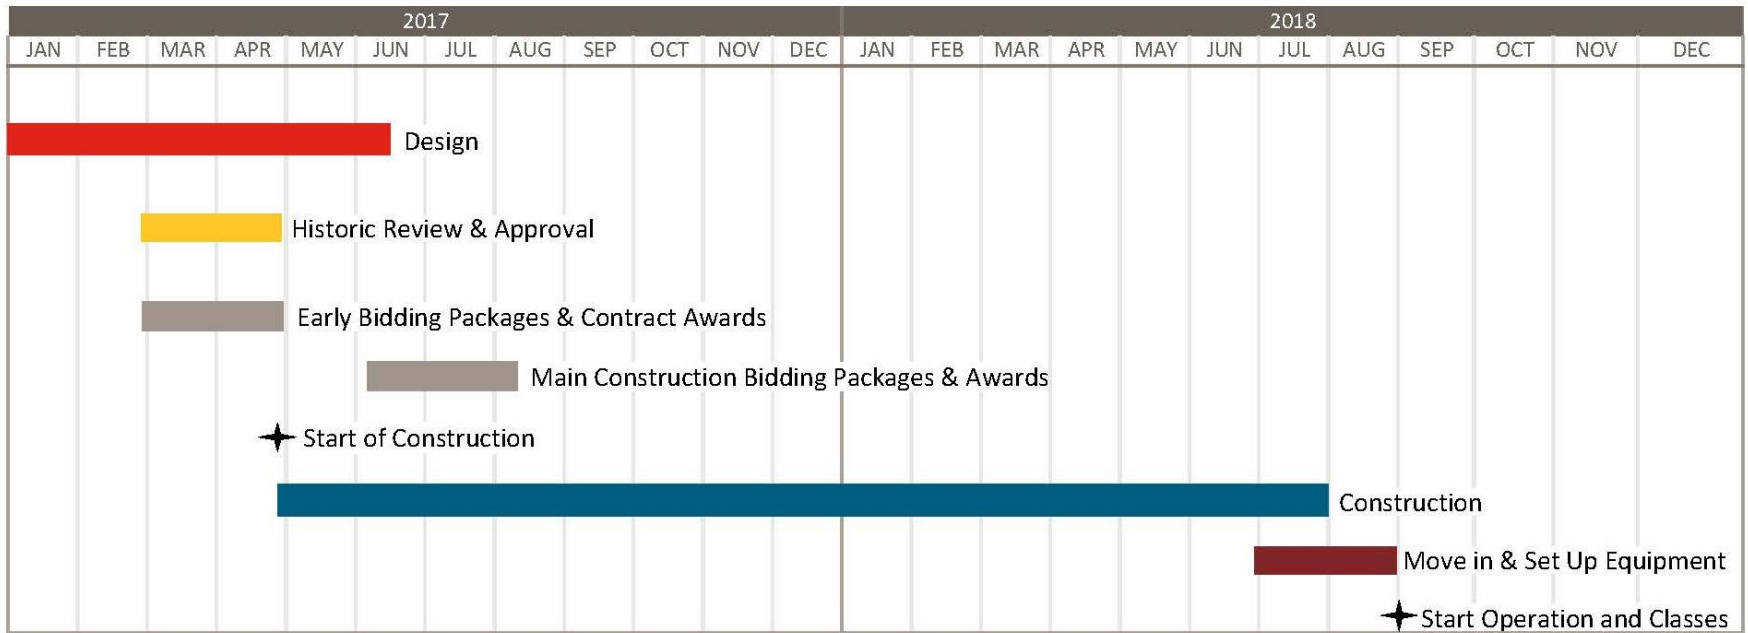 2017 2018
JAN FEB MAR APR MAY JUN JUL AUG SEP OCT NOV DEC JAN FEB MAR APR MAY JUN JUL AUG SEP OCT NOV DEC
Design
Historic Review & Approval
Early Bidding Packages & Contract Awards
Main Construction Bidding Packages & Awards
Start of Construction
Construction
Move in & Set Up Equipment
Start Operation and Classes